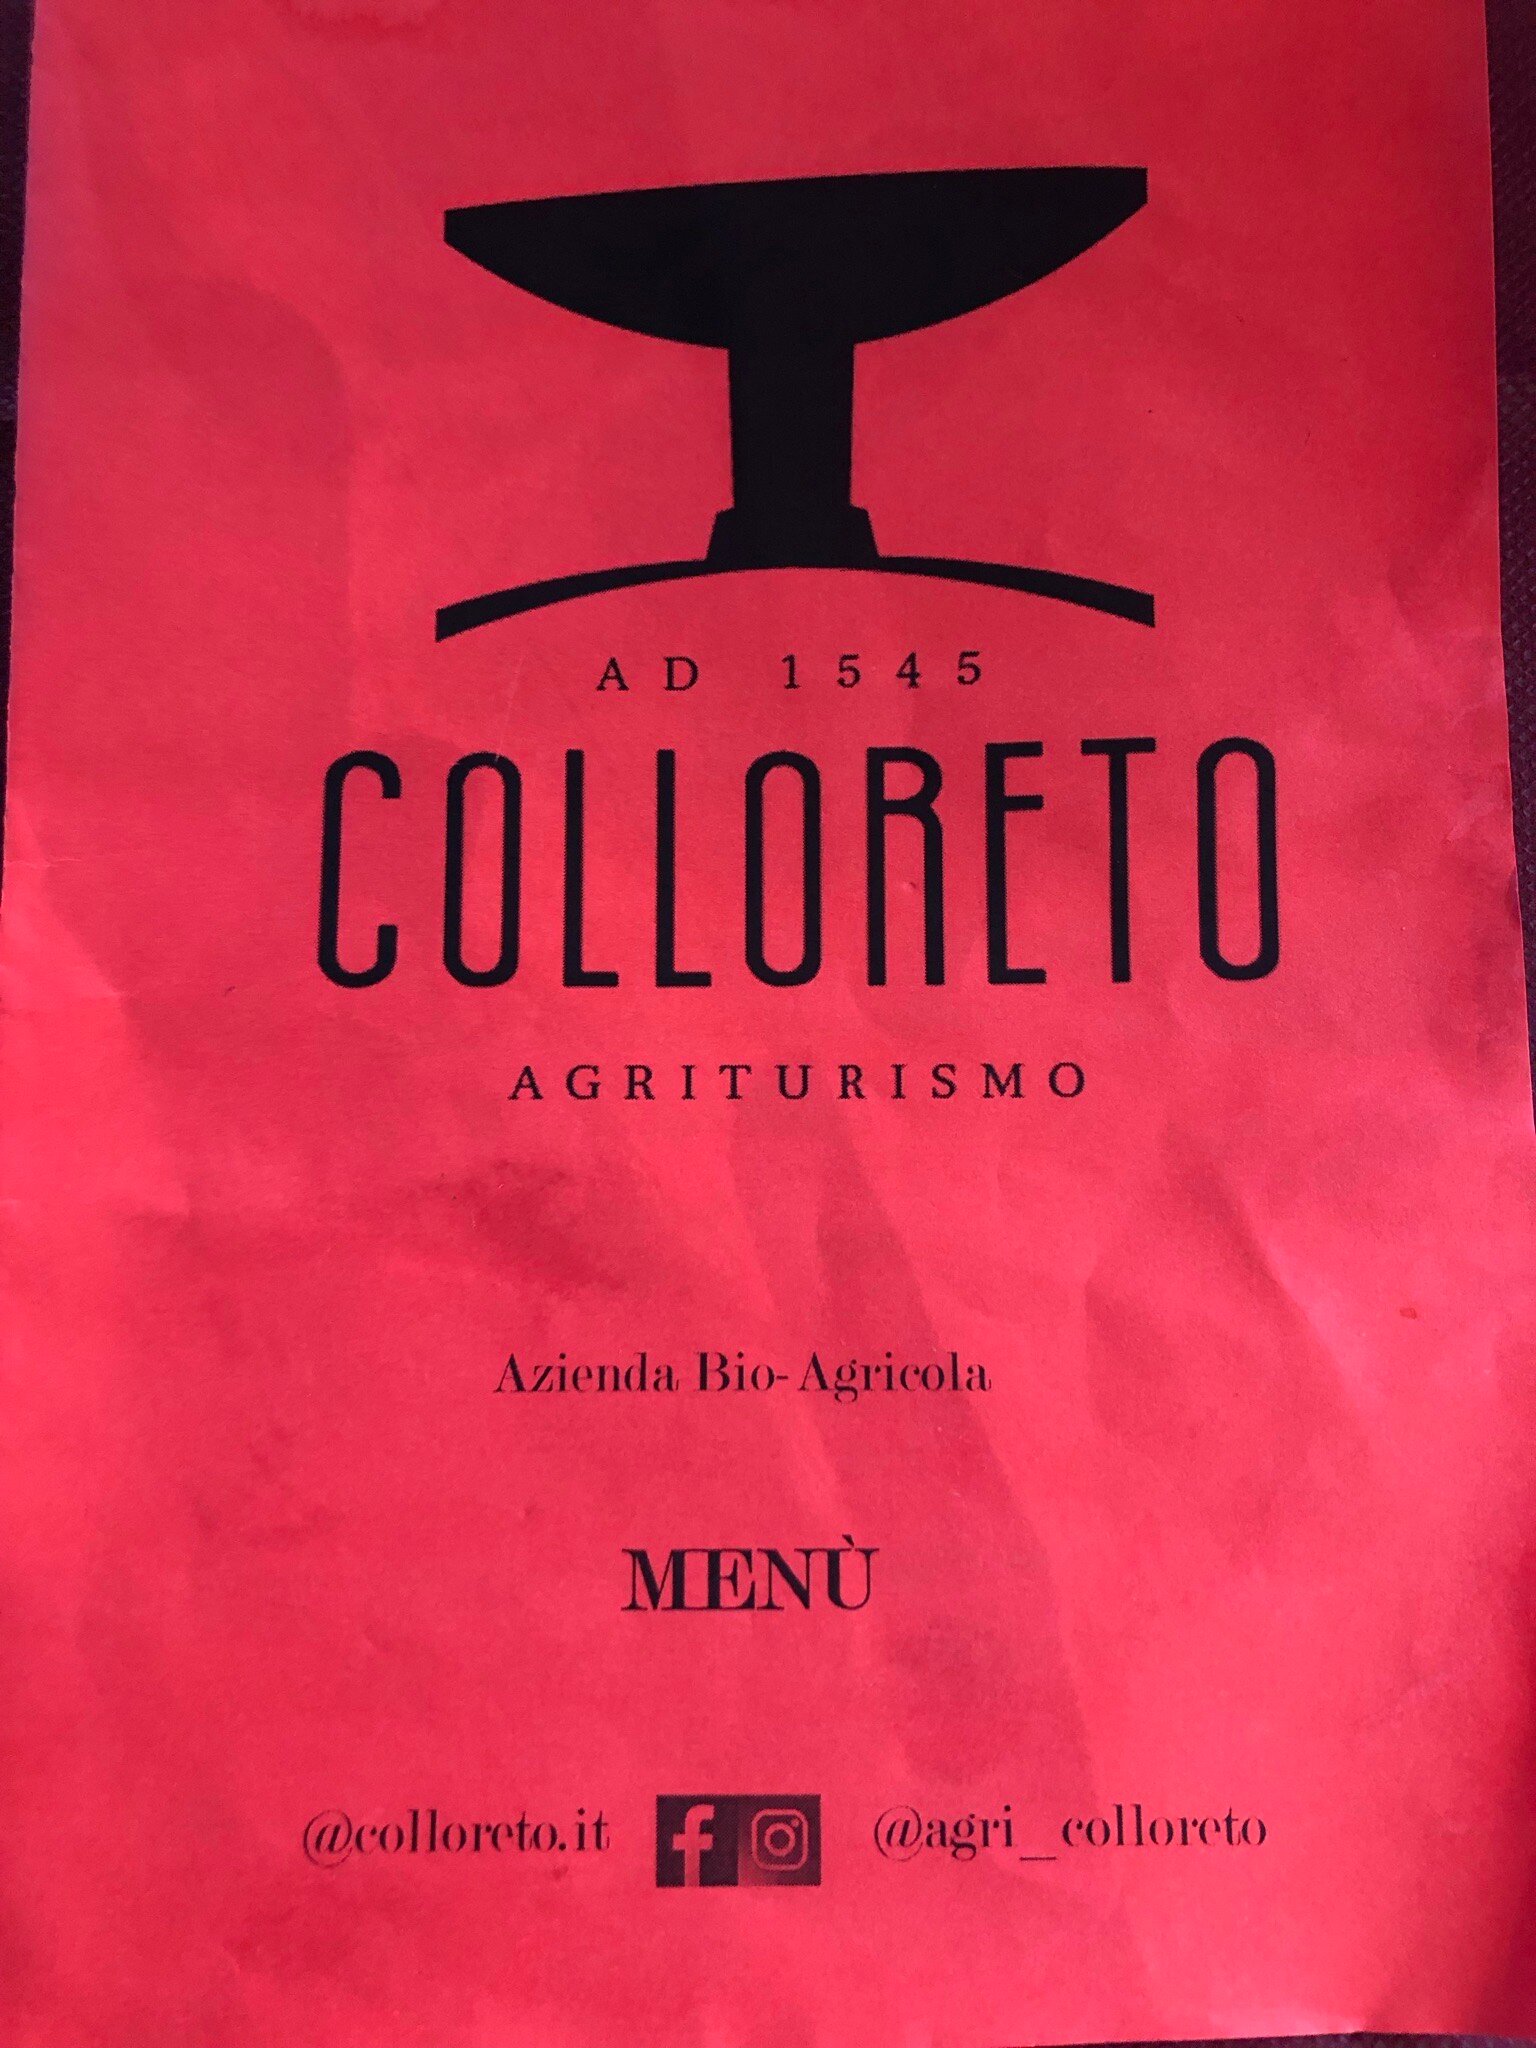 AD 1545
COLLORETO
AGRITURISMO
Azienda Bio-Agricola
MENÙ
@colloreto.it @agri_colloreto